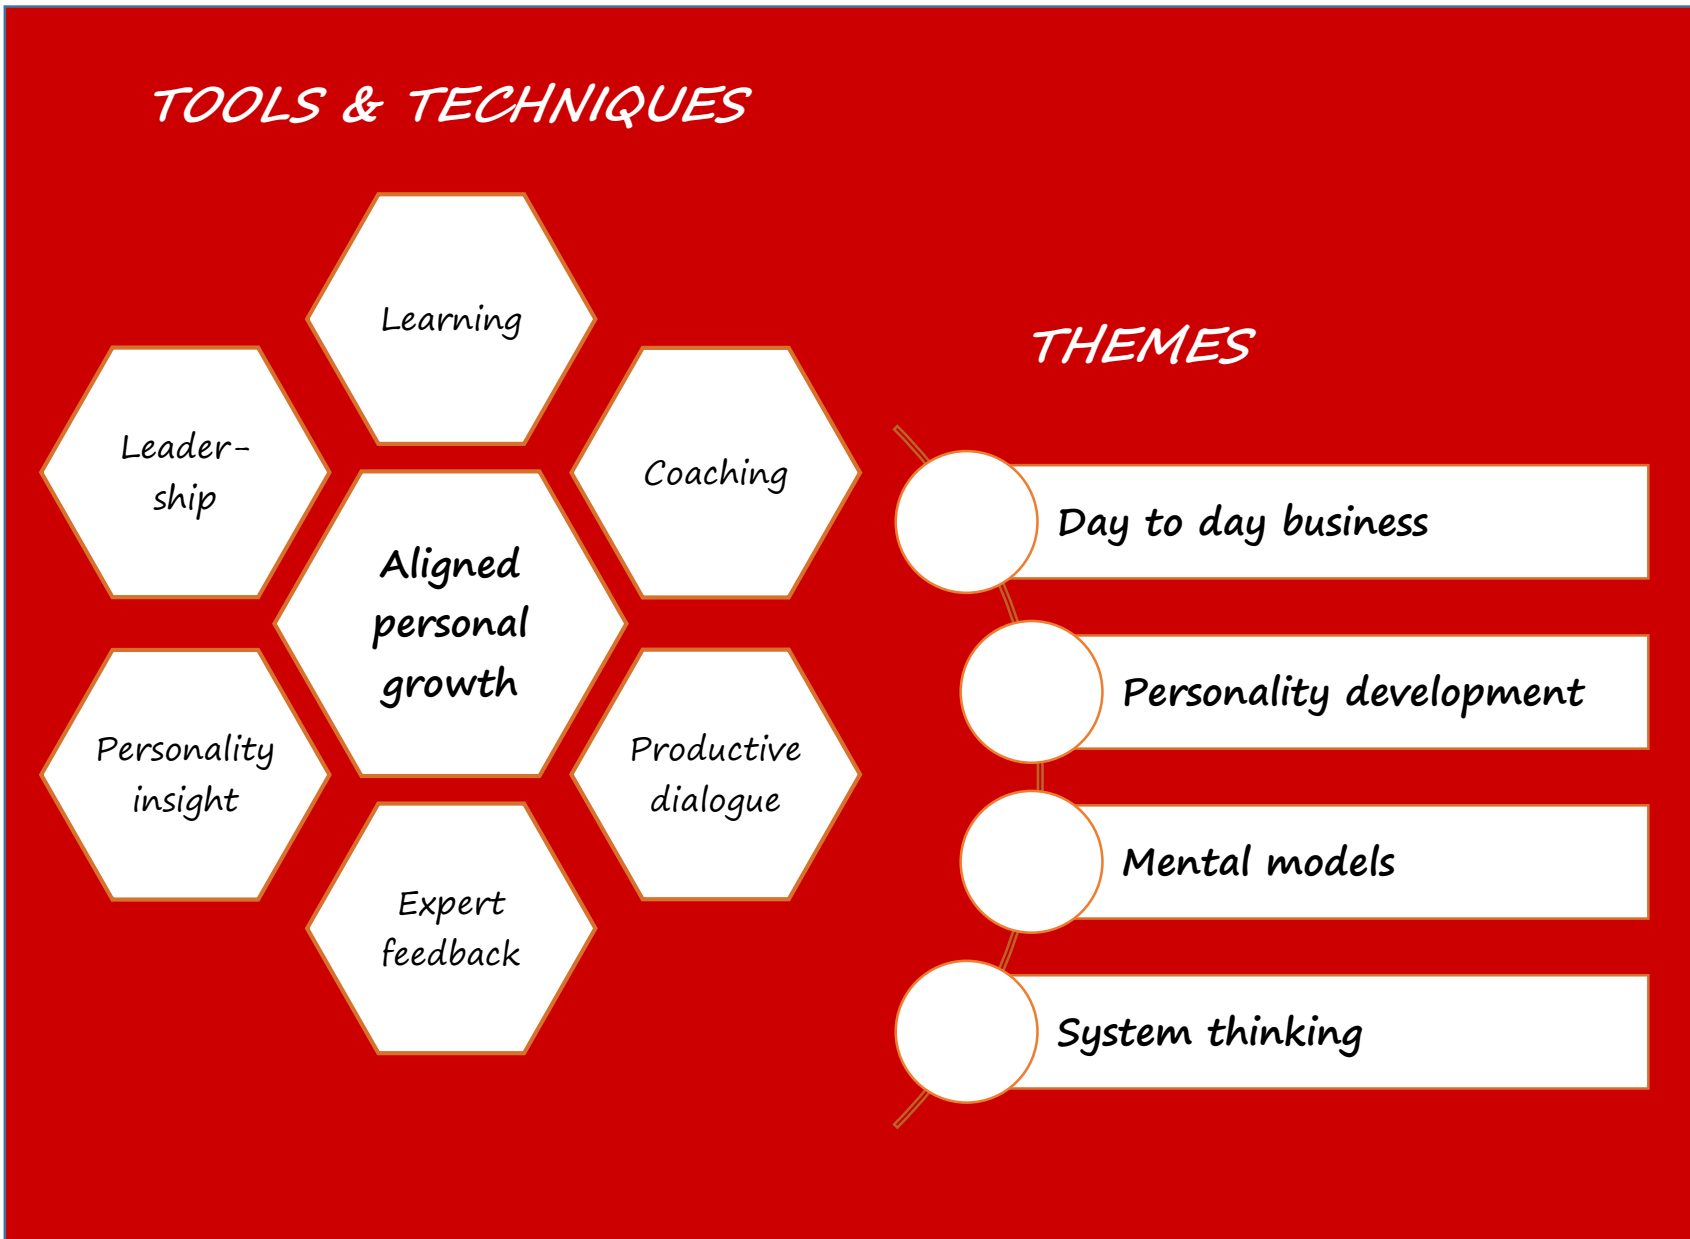 TOOLS & TECHNIQUES
Learning
Leader-
ship
Coaching
Aligned
personal
growth
Personality
insight
Productive
dialogue
Expert
feedback
THEMES
Day to day business
Personality development
Mental models
System thinking